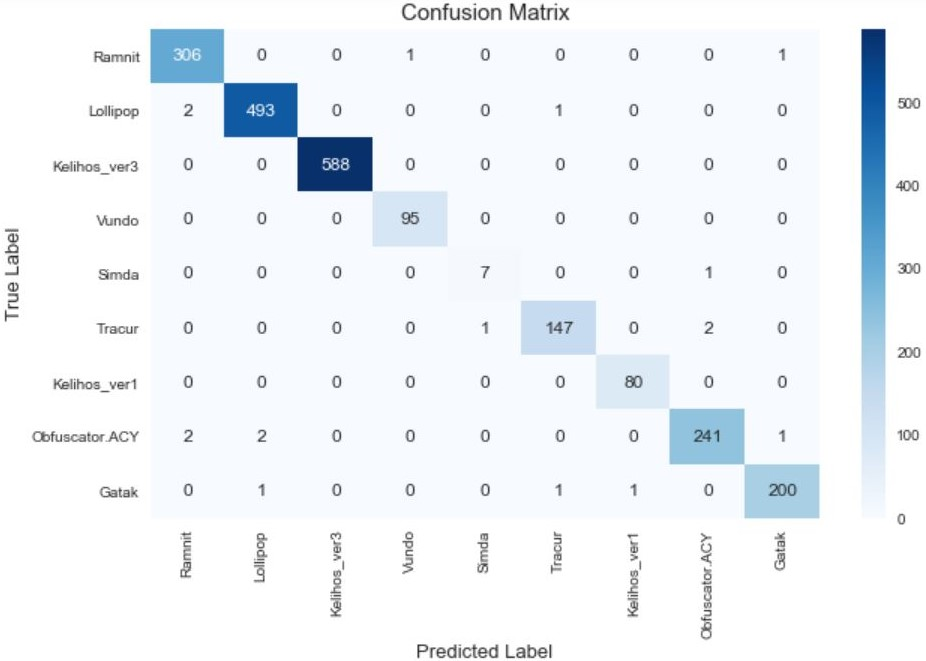 Confusion Matrix
True Label
Ramnit 306 0 0 1 0 0 0 0 1
Lollipop 2 493 0 0 0 1 0 0 0
Kelihos_ver3 0 0 588 0 0 0 0 0 0
Vundo 0 0 0 95 0 0 0 0 0
Simda 0 0 0 0 7 0 0 1 0
Tracur 0 0 0 0 1 147 0 2 0
Kelihos_ver1 0 0 0 0 0 0 80 0 0
Obfuscator.ACY 2 2 0 0 0 0 0 241 1
Gatak 0 1 0 0 0 1 1 0 200
Ramnit Lollipop Kelihos_ver3 Vundo Simda Tracur Kelihos_ver1 Obfuscator.ACY Gatak
Predicted Label
500
400
300
200
100
0